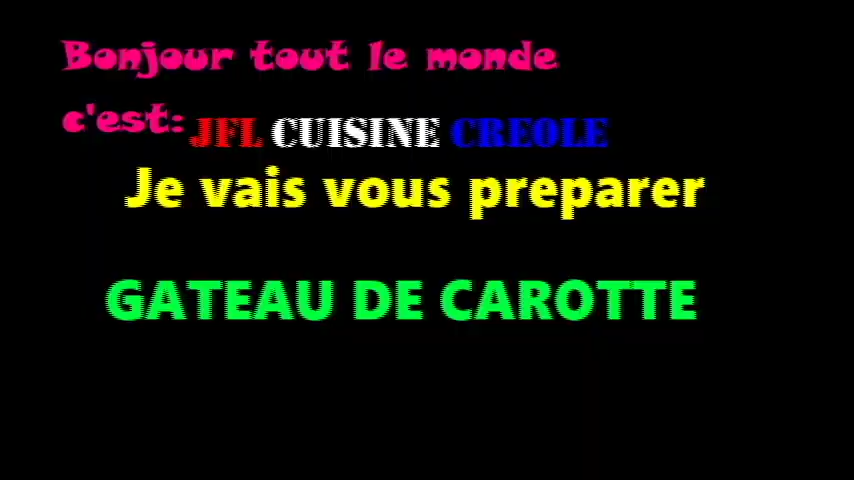 Bonjour tout le monde
c'est: JFL CUISINE CREOLE
Je vais vous preparer
GATEAU DE CAROTTE